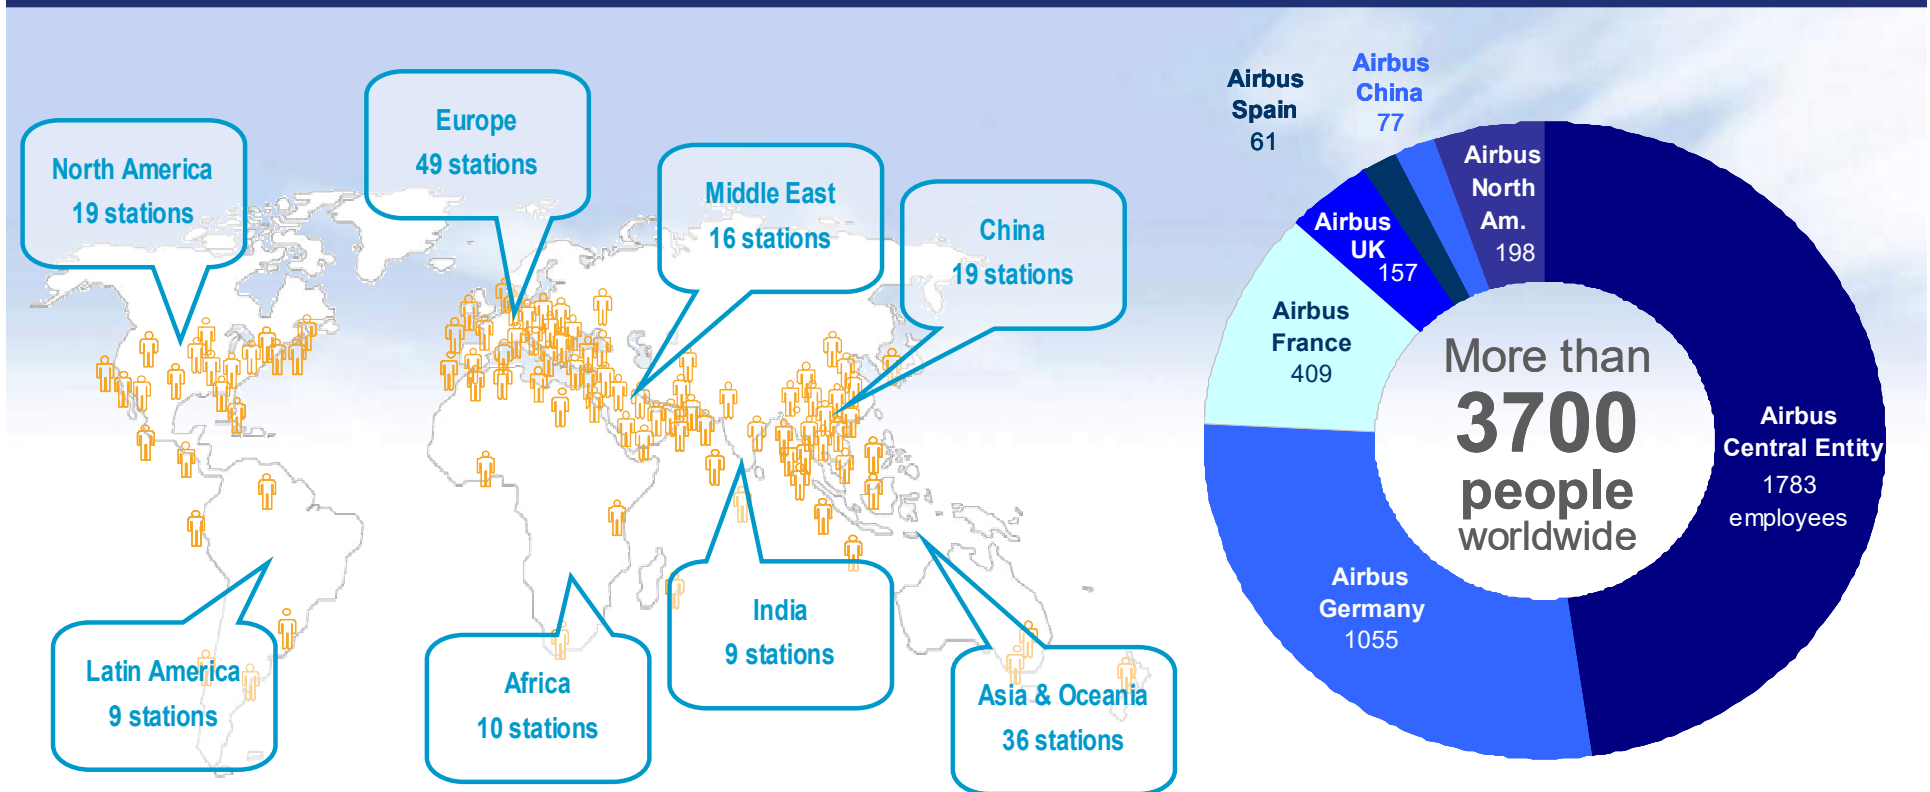 North America
19 stations
Europe
49 stations
Middle East
16 stations
China
19 stations
Latin America
9 stations
Africa
10 stations
India
9 stations
Asia & Oceania
36 stations
Airbus
Spain
61
Airbus
China
77
Airbus
North
Am.
198
Airbus
UK
157
Airbus
France
409
Airbus
Germany
1055
Airbus
Central Entity
1783
employees
More than
3700
people
worldwide